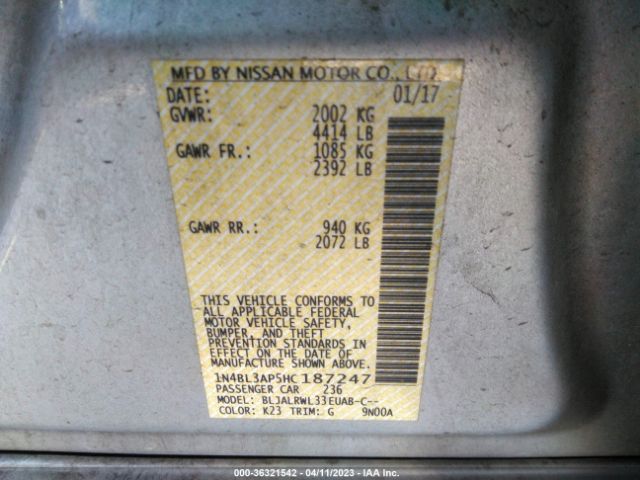 MFD BY NISSAN MOTOR CO., LTD.
DATE: 01/17
GVWR: 2002 KG
4414 LB
GAWR FR.: 1085 KG
2392 LB
GAWR RR.: 940 KG
2072 LB
THIS VEHICLE CONFORMS TO
ALL APPLICABLE FEDERAL
MOTOR VEHICLE SAFETY,
BUMPER, AND THEFT
PREVENTION STANDARDS
IN EFFECT ON THE DATE OF
MANUFACTURE SHOWN ABOVE.
1N4BL3AP5HC187247
PASSENGER CAR 236
MODEL: BLJALRWL33EUAB-C--
COLOR: K23 TRIM: G 9N00A
000-36321542 - 04/11/2023 - IAA Inc.